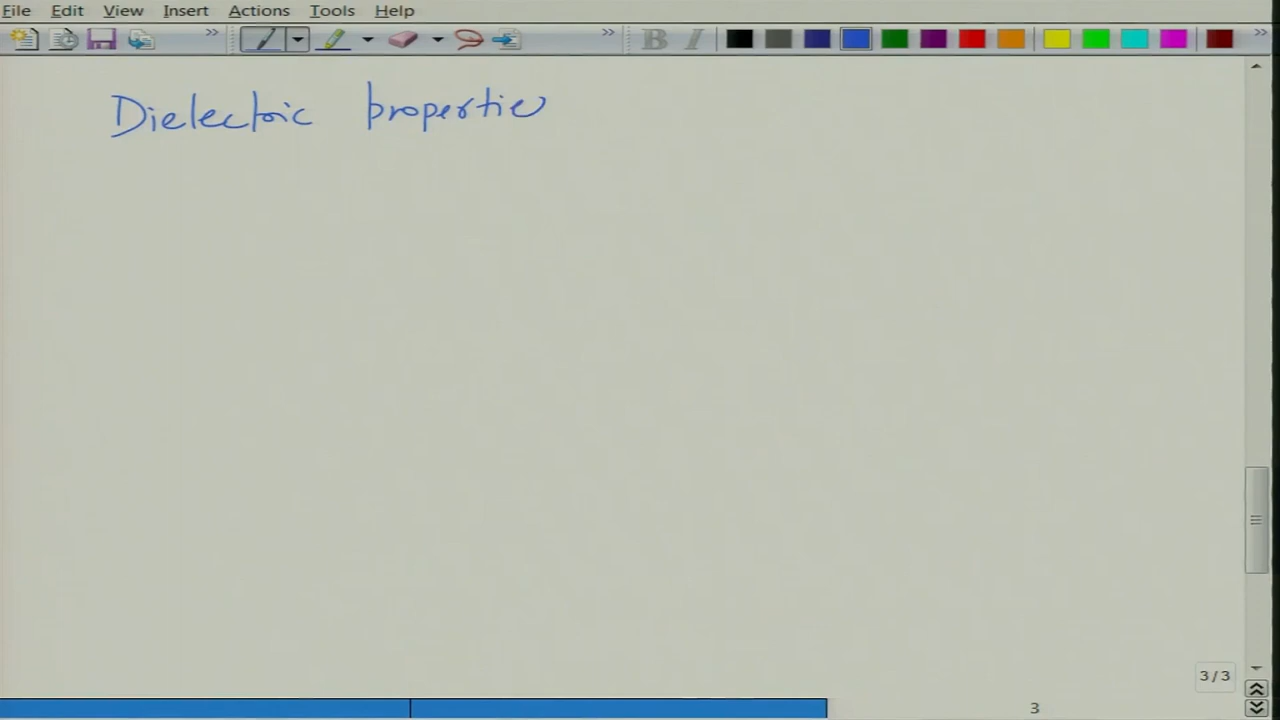 File Edit View Insert Actions Tools Help
B I
Dielectric properties
3/3
3